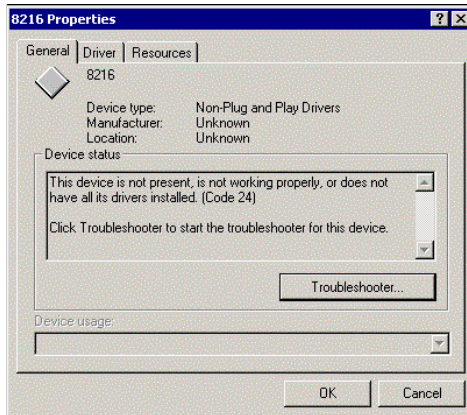 8216 Properties
General Driver Resources
8216
Device type: Non-Plug and Play Drivers
Manufacturer: Unknown
Location: Unknown
Device status
This device is not present, is not working properly, or does not
have all its drivers installed. (Code 24)
Click Troubleshooter to start the troubleshooter for this device.
Troubleshooter...
Device usage:
OK Cancel